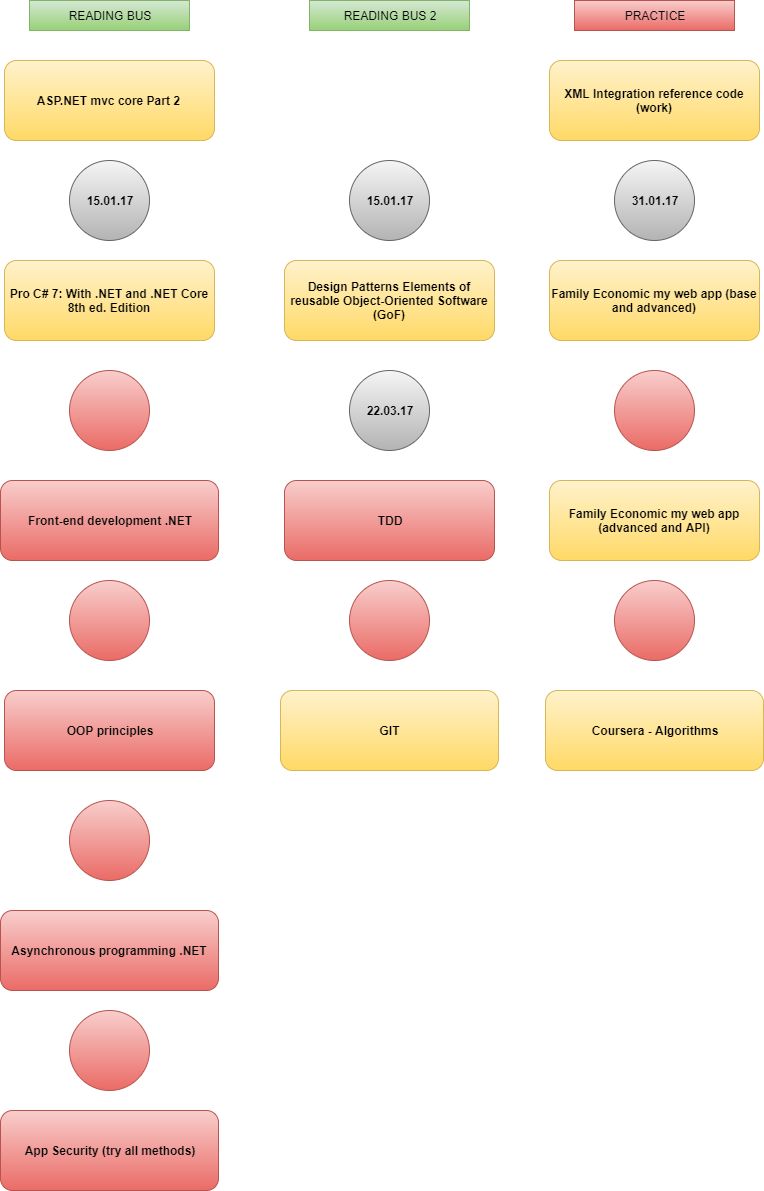 READING BUS
READING BUS 2
PRACTICE
ASP.NET mvc core Part 2
XML Integration reference code
(work)
15.01.17
15.01.17
31.01.17
Pro C# 7: With .NET and .NET Core
8th ed. Edition
Design Patterns Elements of
reusable Object-Oriented Software
(GoF)
Family Economic my web app (base
and advanced)
22.03.17
Front-end development .NET
TDD
Family Economic my web app
(advanced and API)
OOP principles
GIT
Coursera - Algorithms
Asynchronous programming .NET
App Security (try all methods)